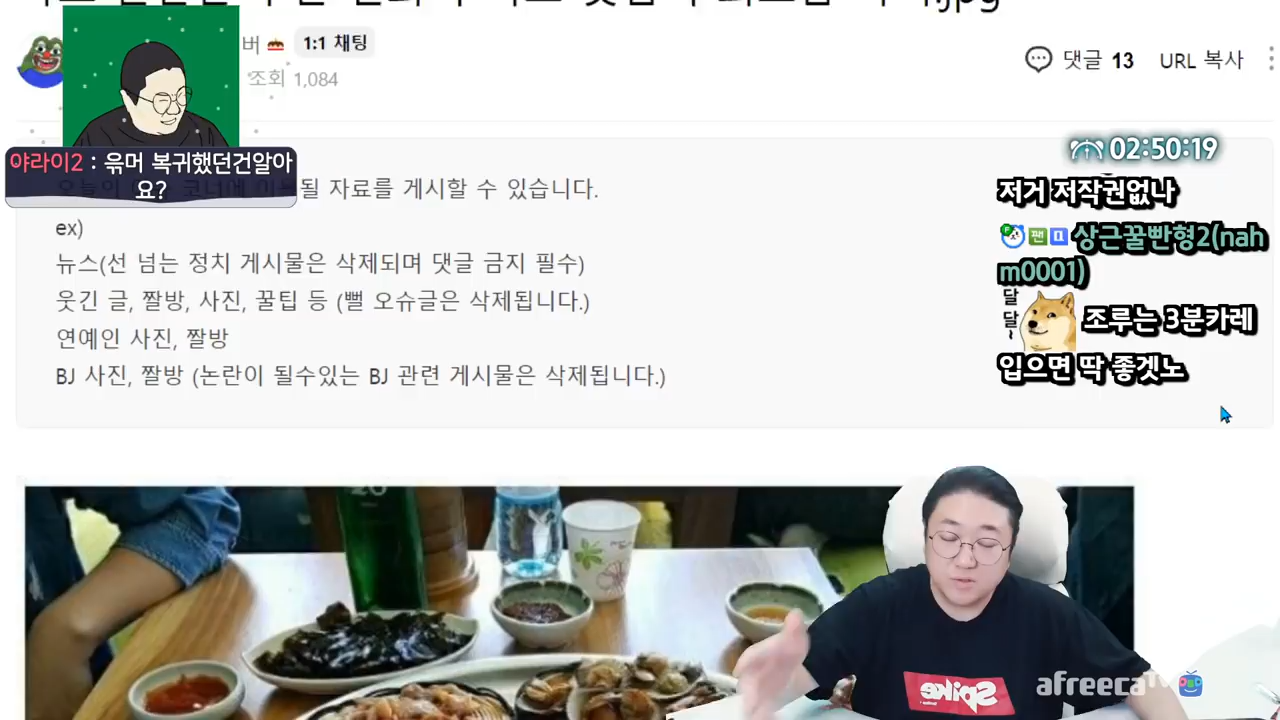 jpg
버 1:1 채팅
조회 1,084
댓글 13 URL 복사
야라이2 : 윾머 복귀했던건알아
요?
될 자료를 게시할 수 있습니다.
ex)
뉴스(선 넘는 정치 게시물은 삭제되며 댓글 금지 필수)
웃긴 글, 짤방, 사진, 꿀팁 등 (뻘 오슈글은 삭제됩니다.)
연예인 사진, 짤방
BJ 사진, 짤방 (논란이 될수있는 BJ 관련 게시물은 삭제됩니다.)
02:50:19
저거 저작권없나
팬 상근꿀빤형2(nah
m0001)
달
달
조루는 3분카레
입으면 딱 좋겟노
Spike
afreecaTV